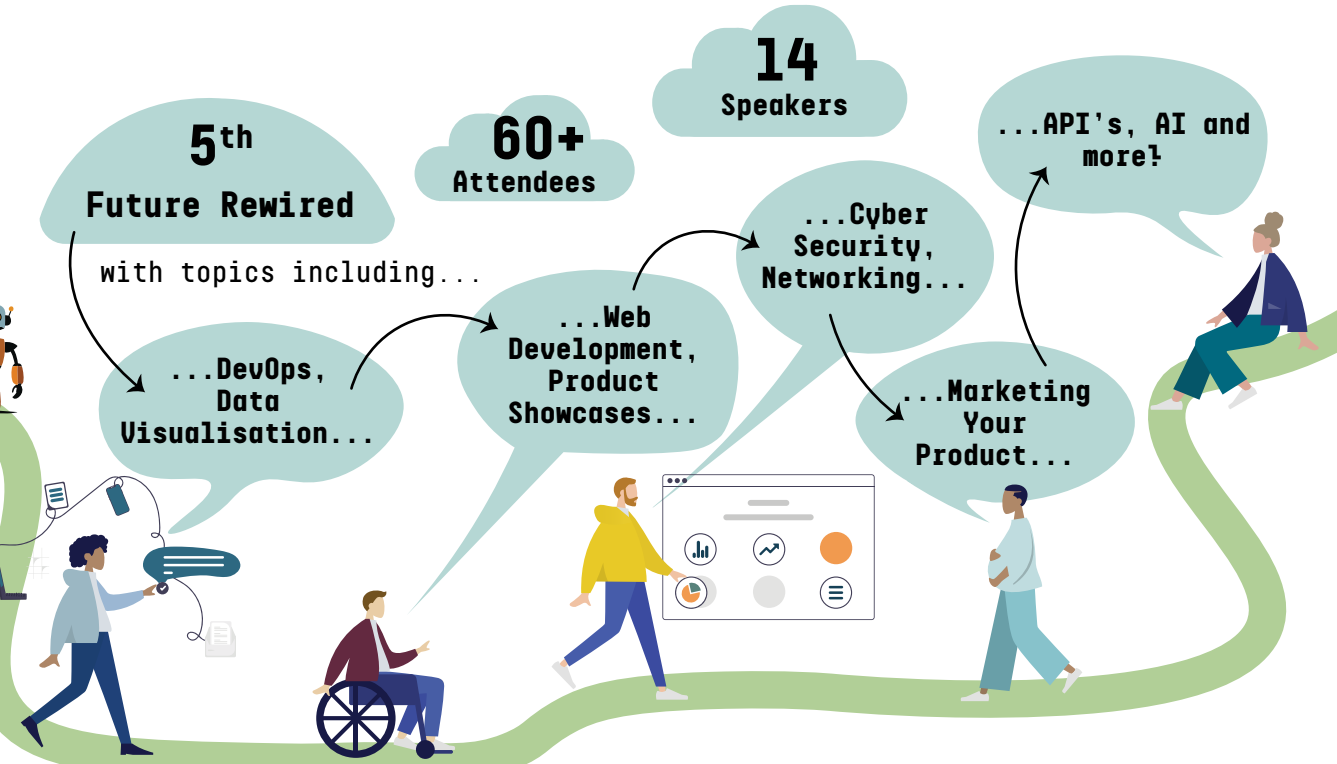 5th
Future Rewired
60+
Attendees
14
Speakers
with topics including...
...DevOps,
Data
Visualisation...
...Web
Development,
Product
Showcases...
...Cyber
Security,
Networking...
...Marketing
Your
Product...
...API's, AI and
more!